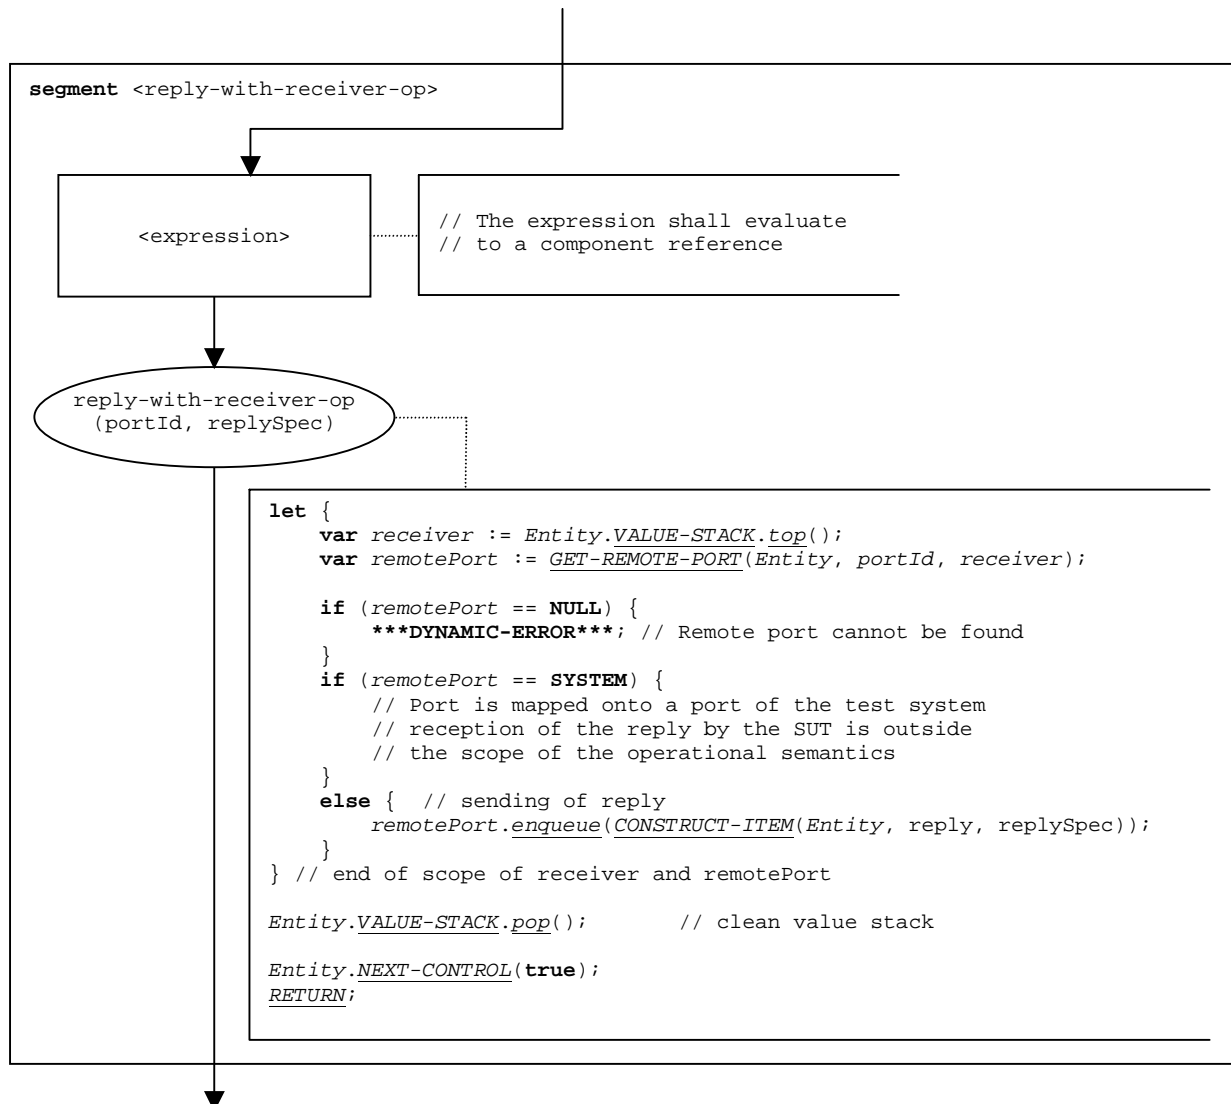 segment <reply-with-receiver-op>
<expression>
// The expression shall evaluate
// to a component reference
reply-with-receiver-op
(portId, replySpec)
let {
var receiver := Entity.VALUE-STACK.top();
var remotePort := GET-REMOTE-PORT(Entity, portId, receiver);
if (remotePort == NULL) {
***DYNAMIC-ERROR***; // Remote port cannot be found
}
if (remotePort == SYSTEM) {
// Port is mapped onto a port of the test system
// reception of the reply by the SUT is outside
// the scope of the operational semantics
}
else { // sending of reply
remotePort.enqueue(CONSTRUCT-ITEM(Entity, reply, replySpec));
}
} // end of scope of receiver and remotePort
Entity.VALUE-STACK.pop(); // clean value stack
Entity.NEXT-CONTROL(true);
RETURN;